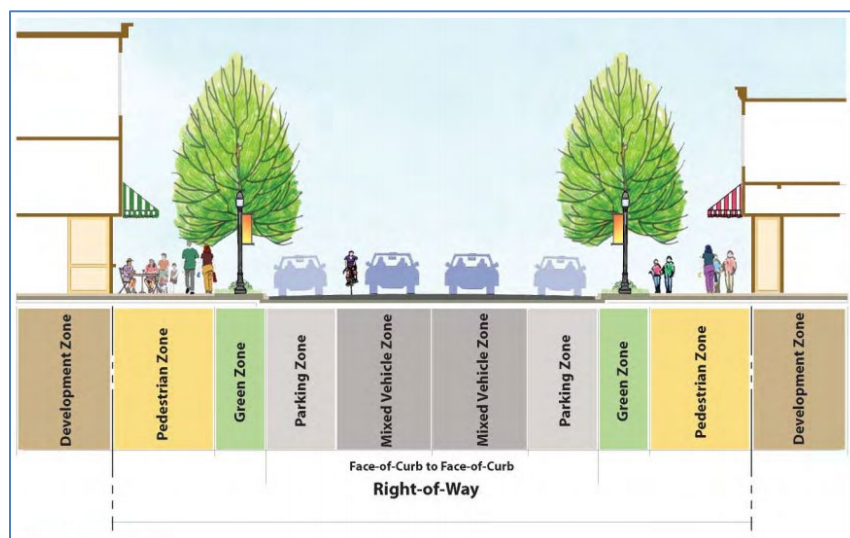 Development Zone
Pedestrian Zone
Green Zone
Parking Zone
Mixed Vehicle Zone
Mixed Vehicle Zone
Parking Zone
Green Zone
Pedestrian Zone
Development Zone
Face-of-Curb to Face-of-Curb
Right-of-Way